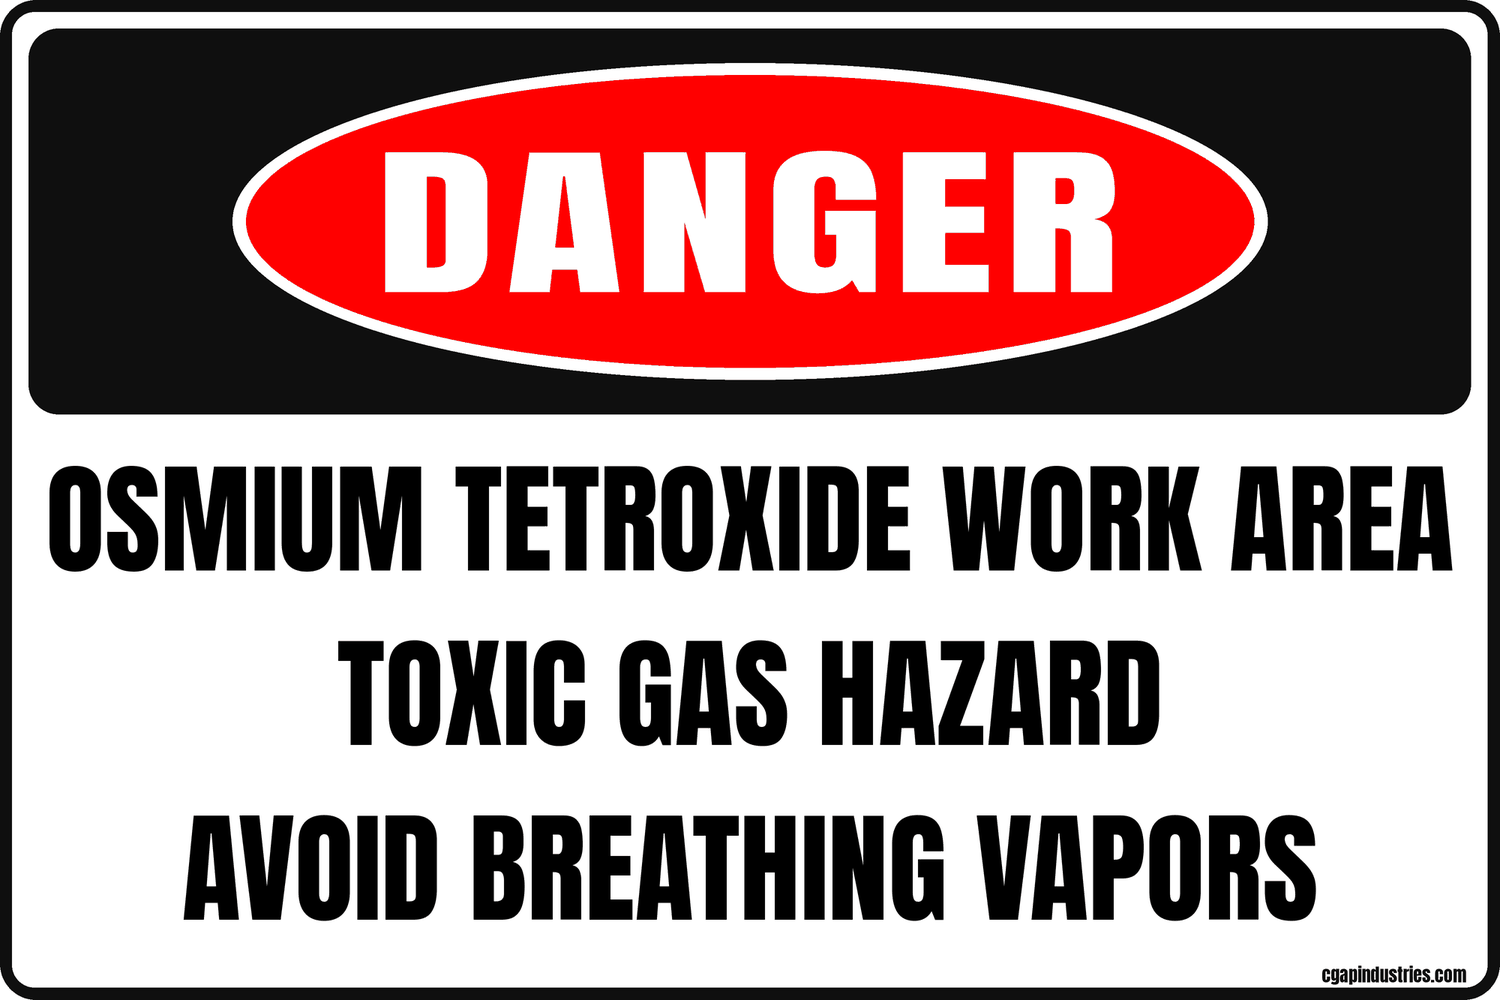 DANGER
OSMIUM TETROXIDE WORK AREA
TOXIC GAS HAZARD
AVOID BREATHING VAPORS
cgapindustries.com